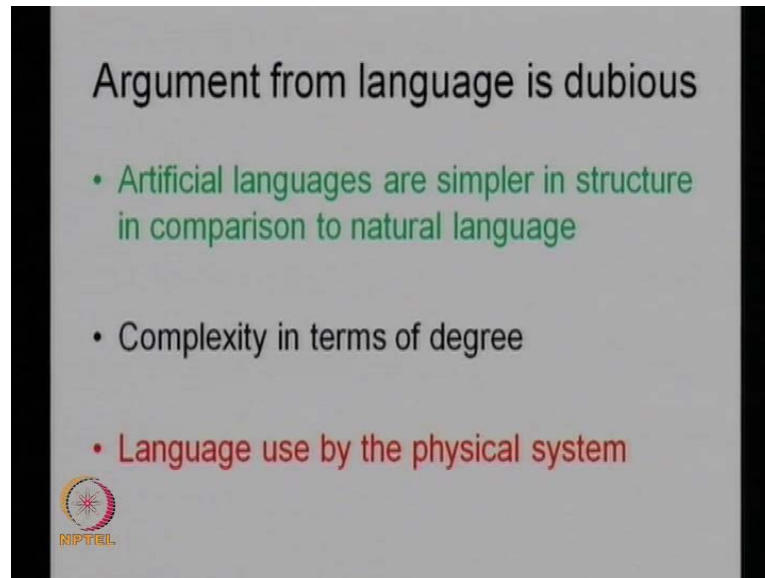 Argument from language is dubious
• Artificial languages are simpler in structure
in comparison to natural language
• Complexity in terms of degree
• Language use by the physical system
NPTEL